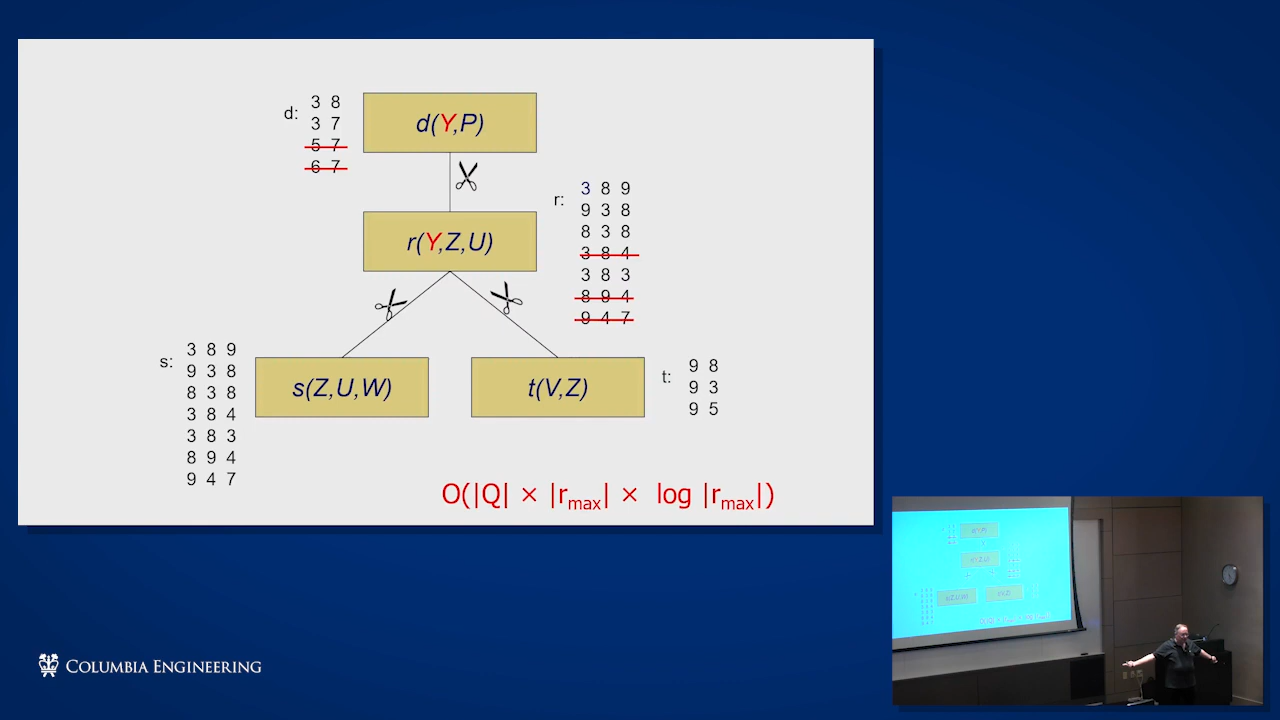 d:
3 8
3 7
5 7
6 7
d(Y,P)
r:
3 8 9
9 3 8
8 3 8
3 8 4
3 8 3
8 9 4
9 4 7
r(Y,Z,U)
s:
3 8 9
9 3 8
8 3 8
3 8 4
3 8 3
8 9 4
9 4 7
s(Z,U,W)
t(V,Z)
t:
9 8
9 3
9 5
O(|Q| × |rmax| × log |rmax|)
COLUMBIA ENGINEERING
d(Y,P)
r(Y,Z,U)
s(Z,U,W)
t(V,Z)